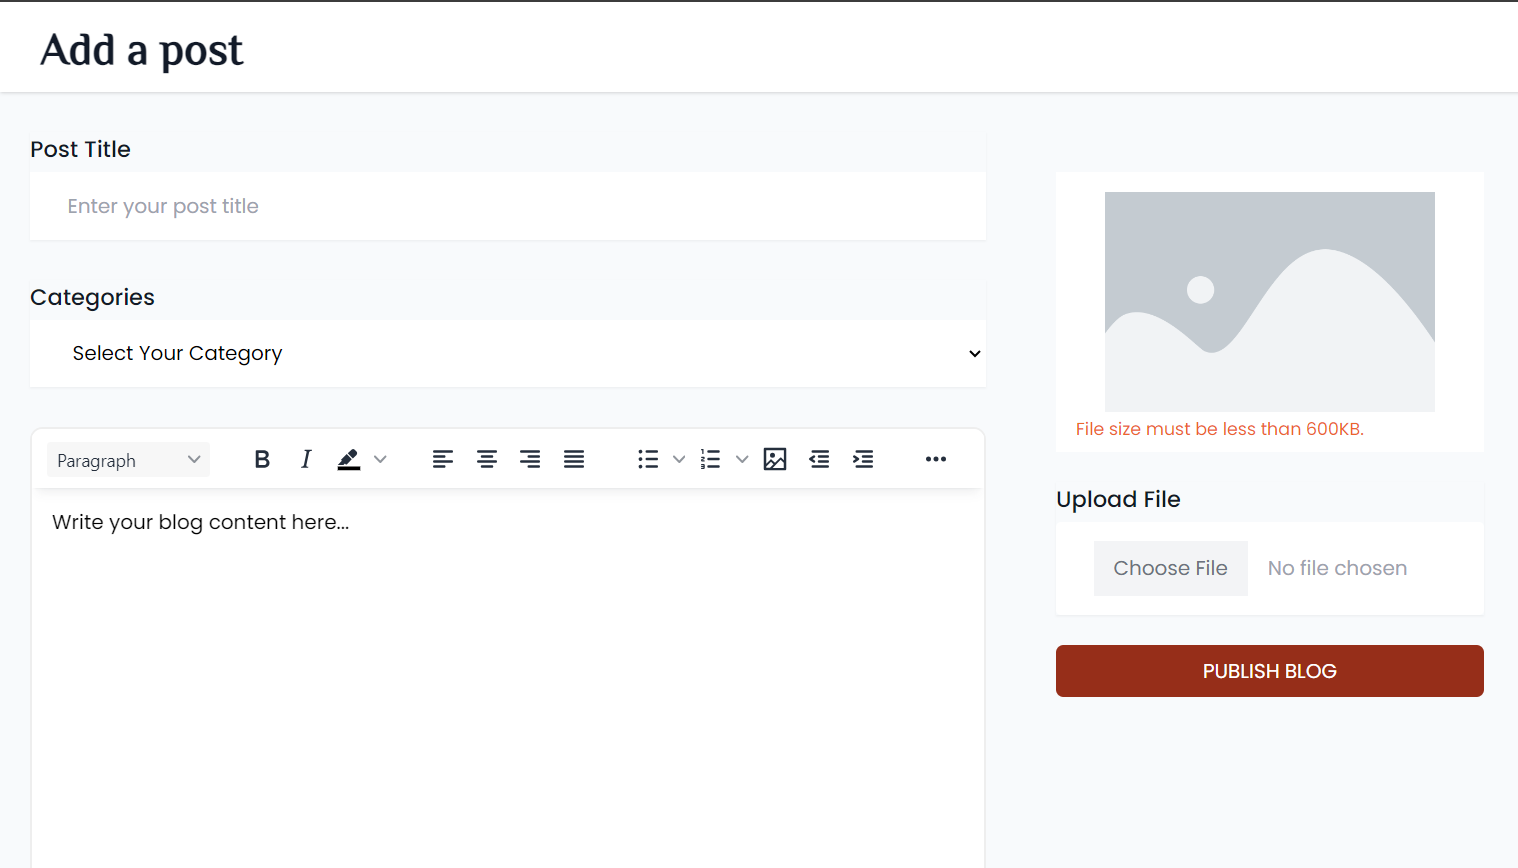 Add a post
Post Title
Enter your post title
Categories
Select Your Category
Paragraph
B I
Write your blog content here...
File size must be less than 600KB.
Upload File
Choose File No file chosen
PUBLISH BLOG